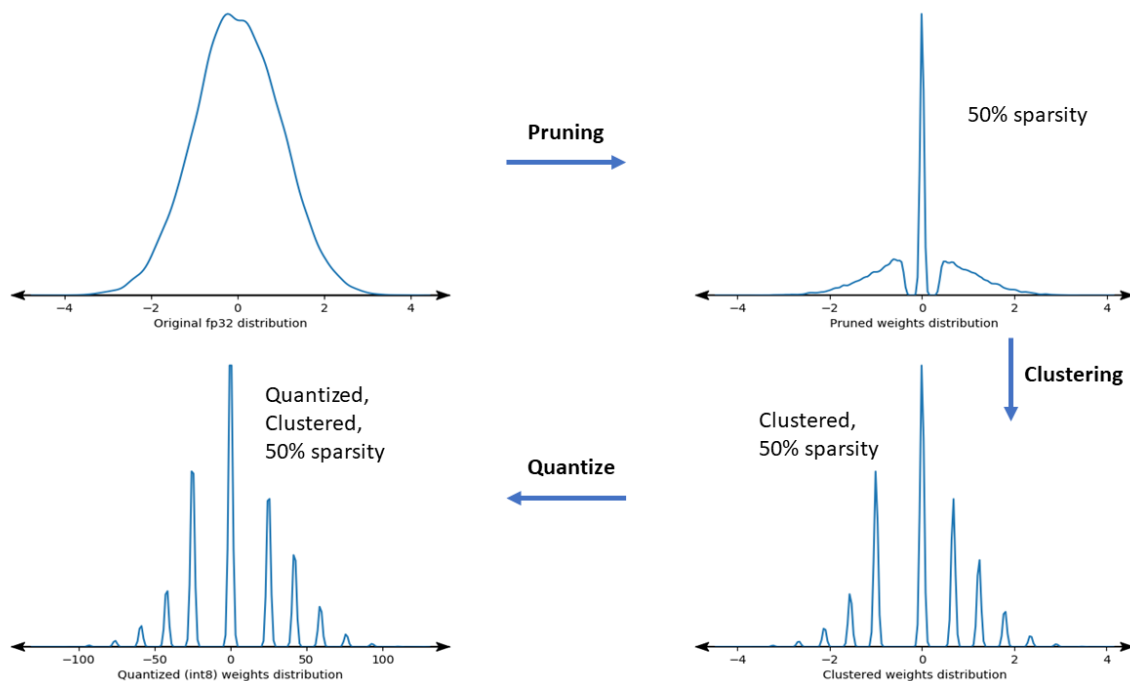 Pruning
50% sparsity
−4 −2 0 2 4
Original fp32 distribution
−4 −2 0 2 4
Pruned weights distribution
Clustering
Clustered,
50% sparsity
−4 −2 0 2 4
Clustered weights distribution
Quantize
Quantized,
Clustered,
50% sparsity
−100 −50 0 50 100
Quantized (int8) weights distribution